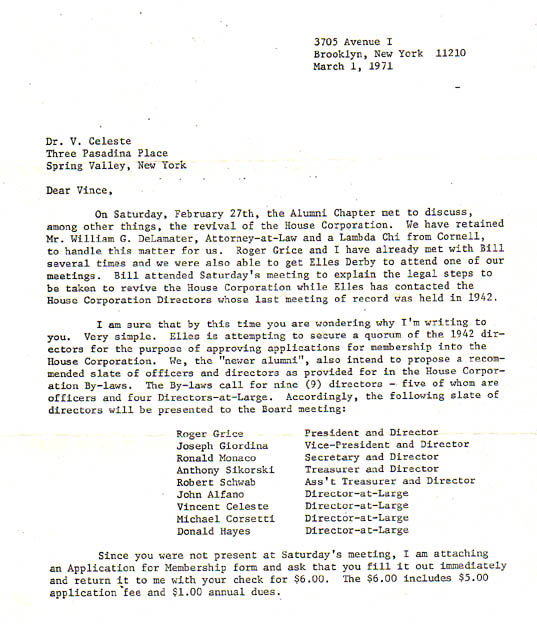 3705 Avenue I
Brooklyn, New York 11210
March 1, 1971
Dr. V. Celeste
Three Pasadina Place
Spring Valley, New York
Dear Vince,
On Saturday, February 27th, the Alumni Chapter met to discuss,
among other things, the revival of the House Corporation. We have retained
Mr. William G. DeLamater, Attorney-at-Law and a Lambda Chi from Cornell,
to handle this matter for us. Roger Grice and I have already met with Bill
several times and we were also able to get Elles Derby to attend one of our
meetings. Bill attended Saturday's meeting to explain the legal steps to
be taken to revive the House Corporation while Elles has contacted the
House Corporation Directors whose last meeting of record was held in 1942.
I am sure that by this time you are wondering why I'm writing to
you. Very simple. Elles is attempting to secure a quorum of the 1942 dir-
ectors for the purpose of approving applications for membership into the
House Corporation. We, the "newer alumni", also intend to propose a recom-
mended slate of officers and directors as provided for in the House Corpor-
ation By-laws. The By-laws call for nine (9) directors - five of whom are
officers and four Directors-at-Large. Accordingly, the following slate of
directors will be presented to the Board meeting:
Roger Grice President and Director
Joseph Giordina Vice-President and Director
Ronald Monaco Secretary and Director
Anthony Sikorski Treasurer and Director
Robert Schwab Ass't Treasurer and Director
John Alfano Director-at-Large
Vincent Celeste Director-at-Large
Michael Corsetti Director-at-Large
Donald Hayes Director-at-Large
Since you were not present at Saturday's meeting, I am attaching
an Application for Membership form and ask that you fill it out immediately
and return it to me with your check for $6.00. The $6.00 includes $5.00
application fee and $1.00 annual dues.